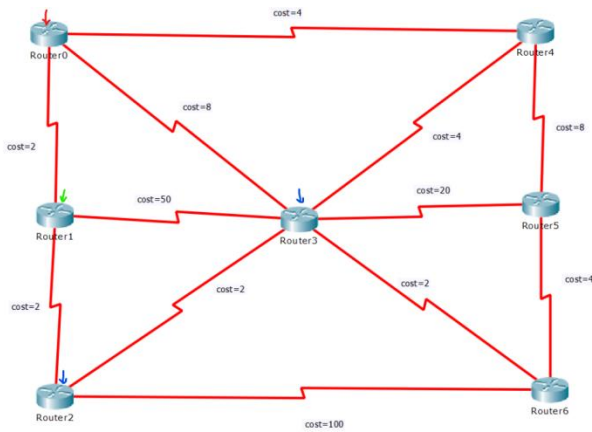 cost=4
Router0
Router4
cost=8
cost=4
cost=8
cost=2
cost=50
cost=20
Router1
Router3
Router5
cost=2
cost=2
cost=2
cost=4
Router2
Router6
cost=100